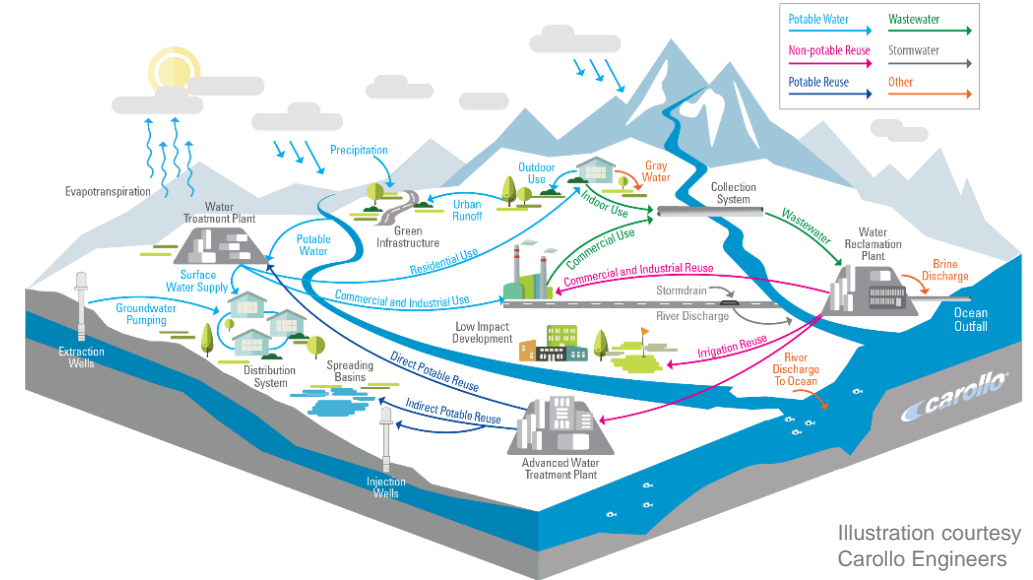 Potable Water
Wastewater
Non-potable Reuse
Stormwater
Potable Reuse
Other
Precipitation
Evapotranspiration
Outdoor
Use
Gray
Water
Urban
Runoff
Indoor Use
Collection
System
Water
Treatment Plant
Green
Infrastructure
Potable
Water
Residential Use
Commercial Use
Wastewater
Water
Reclamation
Plant
Surface
Water Supply
Commercial and Industrial Use
Commercial and Industrial Reuse
Brine
Discharge
Stormdrain
River Discharge
Ocean
Outfall
Groundwater
Pumping
Low Impact
Development
Irrigation Reuse
Extraction
Wells
Distribution
System
Spreading
Basins
Direct Potable Reuse
River
Discharge
To Ocean
Indirect Potable Reuse
carollo
Advanced Water
Treatment Plant
Injection
Wells
Illustration courtesy
Carollo Engineers